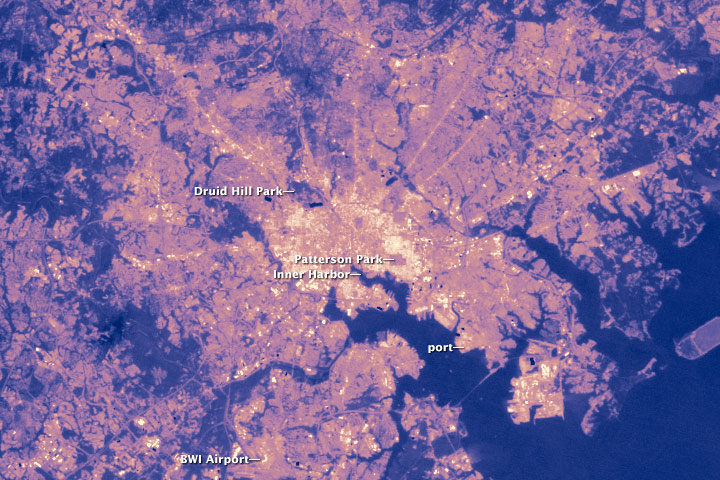 Druid Hill Park
Patterson Park
Inner Harbor
port
BWI Airport